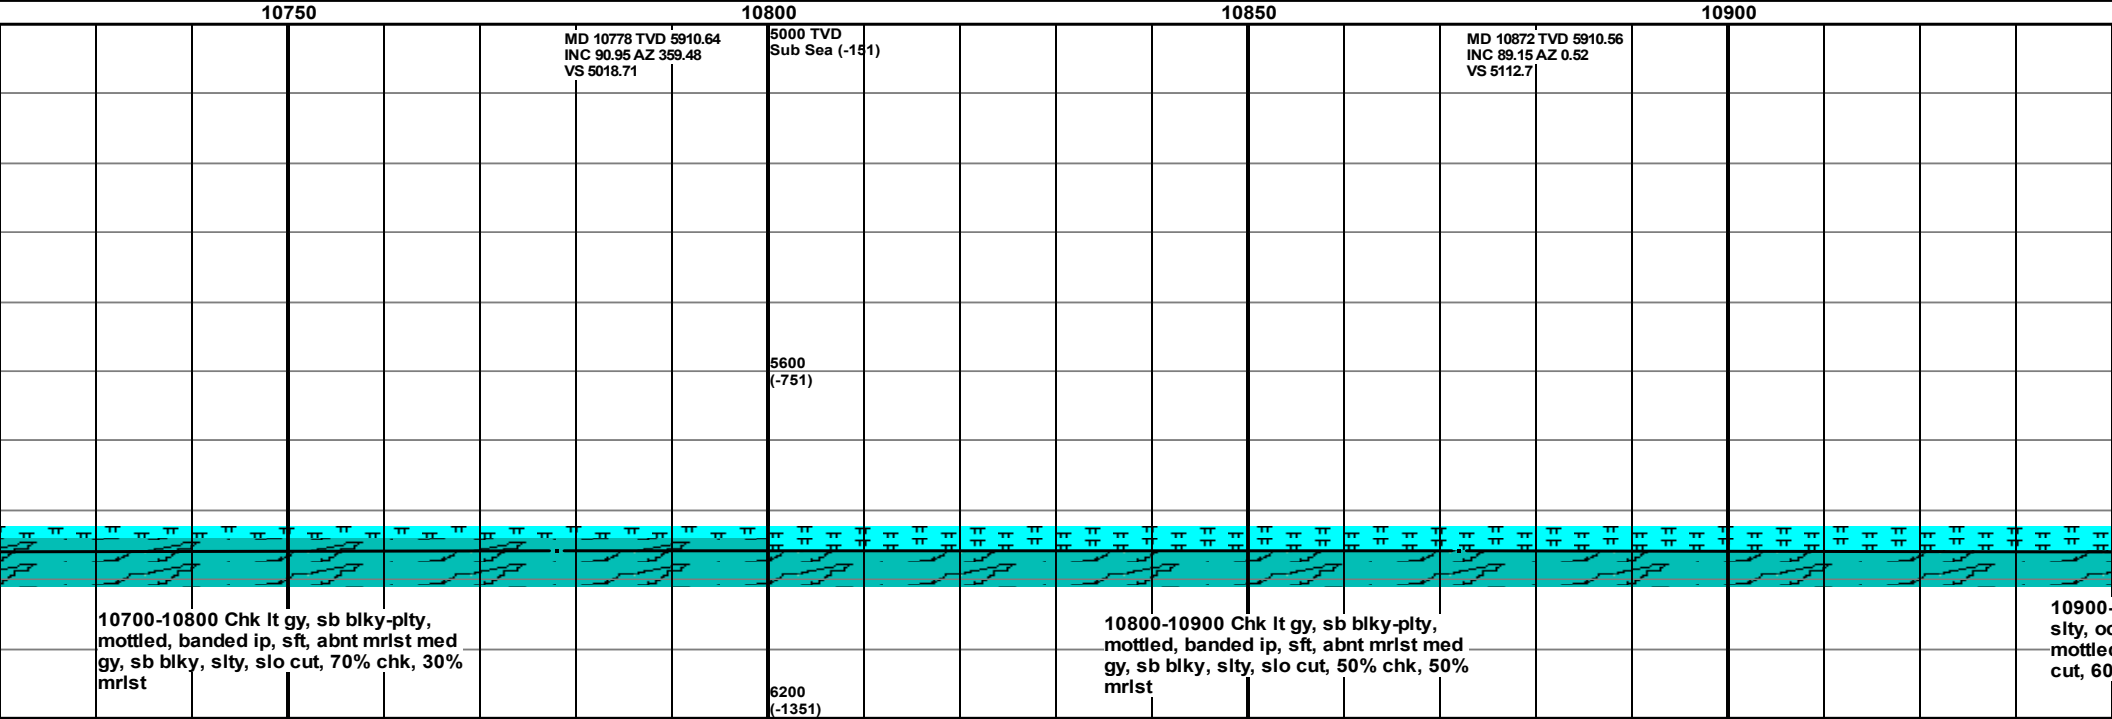 10750 10800 10850 10900
MD 10778 TVD 5910.64
INC 90.95 AZ 359.48
VS 5018.71
5000 TVD
Sub Sea (-151)
MD 10872 TVD 5910.56
INC 89.15 AZ 0.52
VS 5112.7
5600
(-751)
10700-10800 Chk lt gy, sb blky-plty,
mottled, banded ip, sft, abnt mrlst med
gy, sb blky, slty, slo cut, 70% chk, 30%
mrlst
6200
(-1351)
10800-10900 Chk lt gy, sb blky-plty,
mottled, banded ip, sft, abnt mrlst med
gy, sb blky, slty, slo cut, 50% chk, 50%
mrlst
10900-
slty,
cut, 60